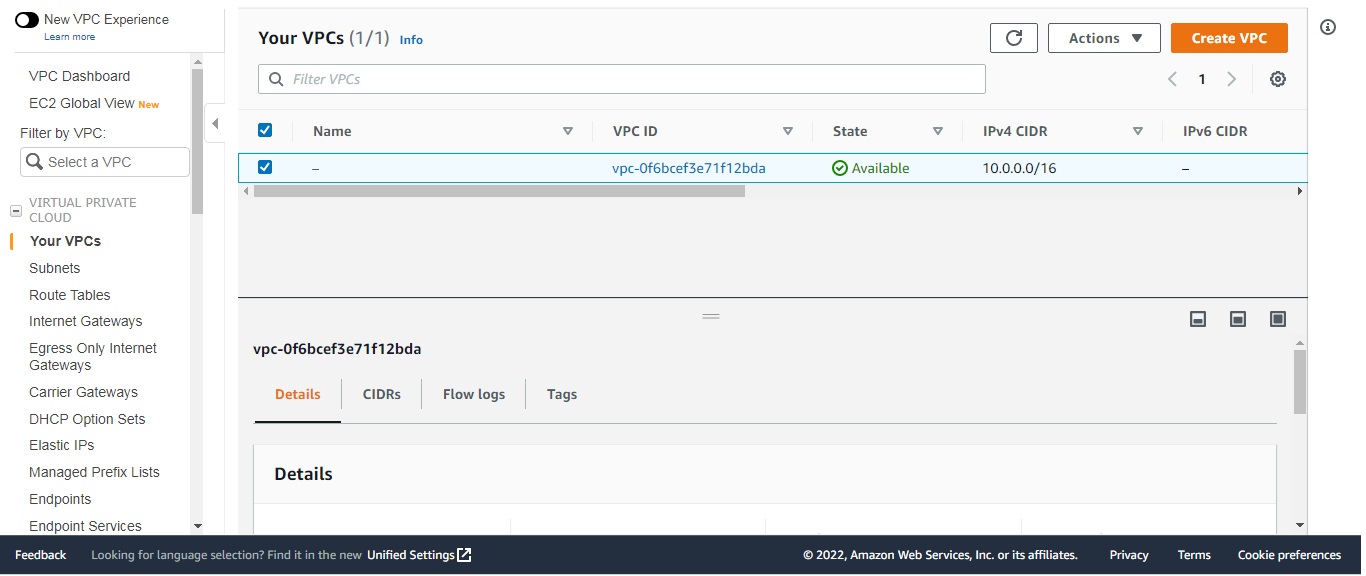 New VPC Experience
Learn more
VPC Dashboard
EC2 Global View New
Filter by VPC:
Select a VPC
VIRTUAL PRIVATE
CLOUD
Your VPCs
Subnets
Route Tables
Internet Gateways
Egress Only Internet
Gateways
Carrier Gateways
DHCP Option Sets
Elastic IPs
Managed Prefix Lists
Endpoints
Endpoint Services
Your VPCs (1/1) Info
Actions
Create VPC
Filter VPCs
1
Name VPC ID State IPv4 CIDR IPv6 CIDR
– vpc-0f6bcef3e71f12bda Available 10.0.0.0/16 –
vpc-0f6bcef3e71f12bda
Details CIDRs Flow logs Tags
Details
Feedback Looking for language selection? Find it in the new Unified Settings © 2022, Amazon Web Services, Inc. or its affiliates. Privacy Terms Cookie preferences